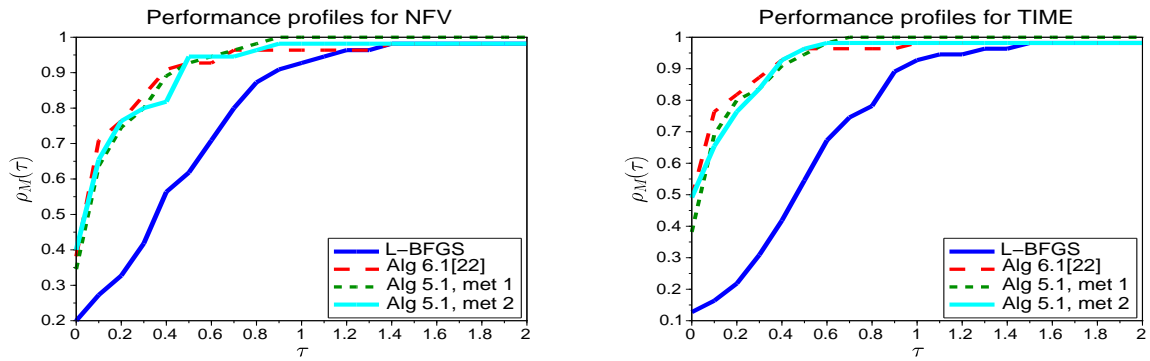 Performance profiles for NFV
1
0.9
0.8
0.7
0.6
0.5
0.4
0.3
0.2
ρ_M(τ)
0 0.2 0.4 0.6 0.8 1 1.2 1.4 1.6 1.8 2
τ
L−BFGS
Alg 6.1[22]
Alg 5.1, met 1
Alg 5.1, met 2
Performance profiles for TIME
1
0.9
0.8
0.7
0.6
0.5
0.4
0.3
0.2
0.1
ρ_M(τ)
0 0.2 0.4 0.6 0.8 1 1.2 1.4 1.6 1.8 2
τ
L−BFGS
Alg 6.1[22]
Alg 5.1, met 1
Alg 5.1, met 2